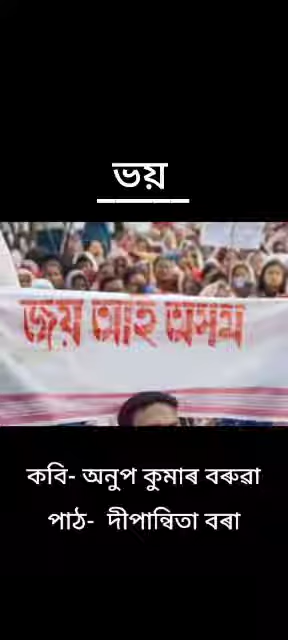 ভয়
জয় আই অসম
কবি- অনুপ কুমাৰ বৰুৱা
পাঠ- দীপান্বিতা বৰা